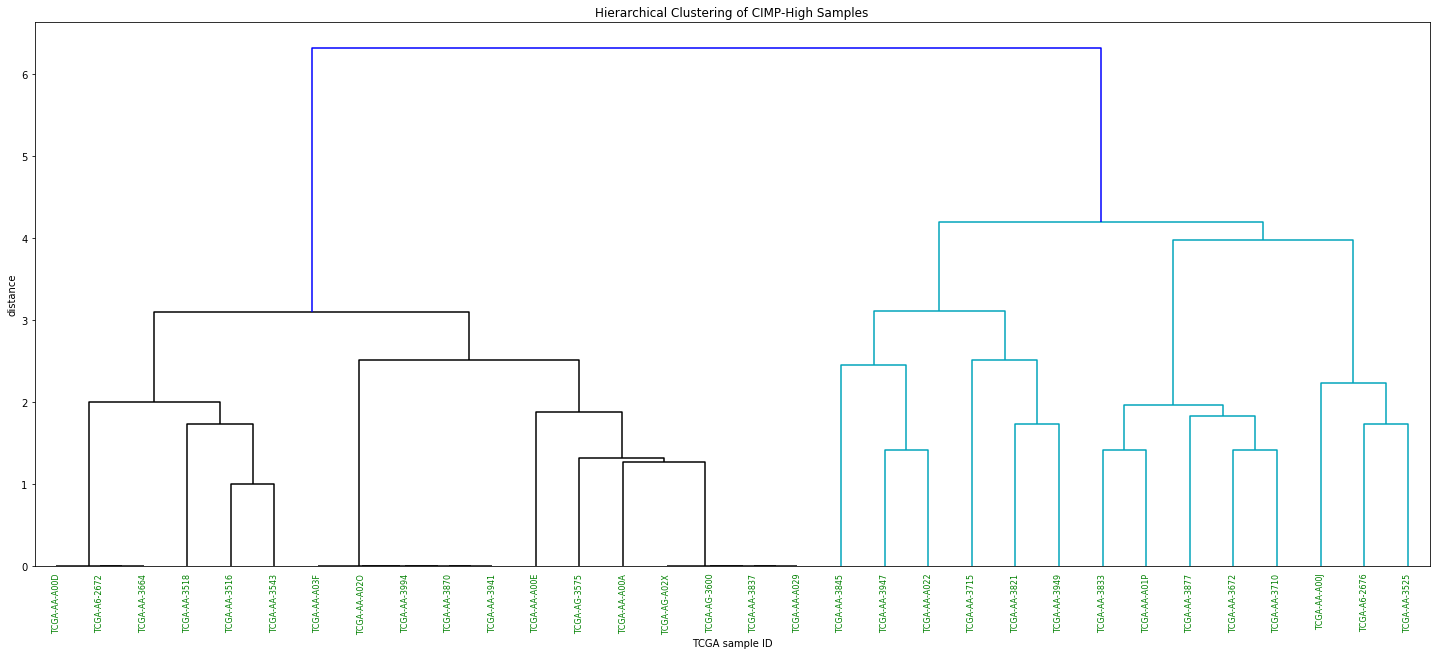 Hierarchical Clustering of CIMP-High Samples
6
5
4
3
2
1
0
distance
TCGA-AA-A00D
TCGA-A6-2672
TCGA-AA-3664
TCGA-AA-3518
TCGA-AA-3516
TCGA-AA-3543
TCGA-AA-A03F
TCGA-AA-A02O
TCGA-AA-3994
TCGA-AA-3870
TCGA-AA-3941
TCGA-AA-A00E
TCGA-AG-3575
TCGA-AA-A00A
TCGA-AG-A02X
TCGA-AG-3600
TCGA-AA-3837
TCGA-AA-A029
TCGA-AA-3845
TCGA-AA-3947
TCGA-AA-A022
TCGA-AA-3715
TCGA-AA-3821
TCGA-AA-3949
TCGA-AA-3833
TCGA-AA-A01P
TCGA-AA-3877
TCGA-AA-3672
TCGA-AA-3710
TCGA-AA-A00J
TCGA-A6-2676
TCGA-AA-3525
TCGA sample ID